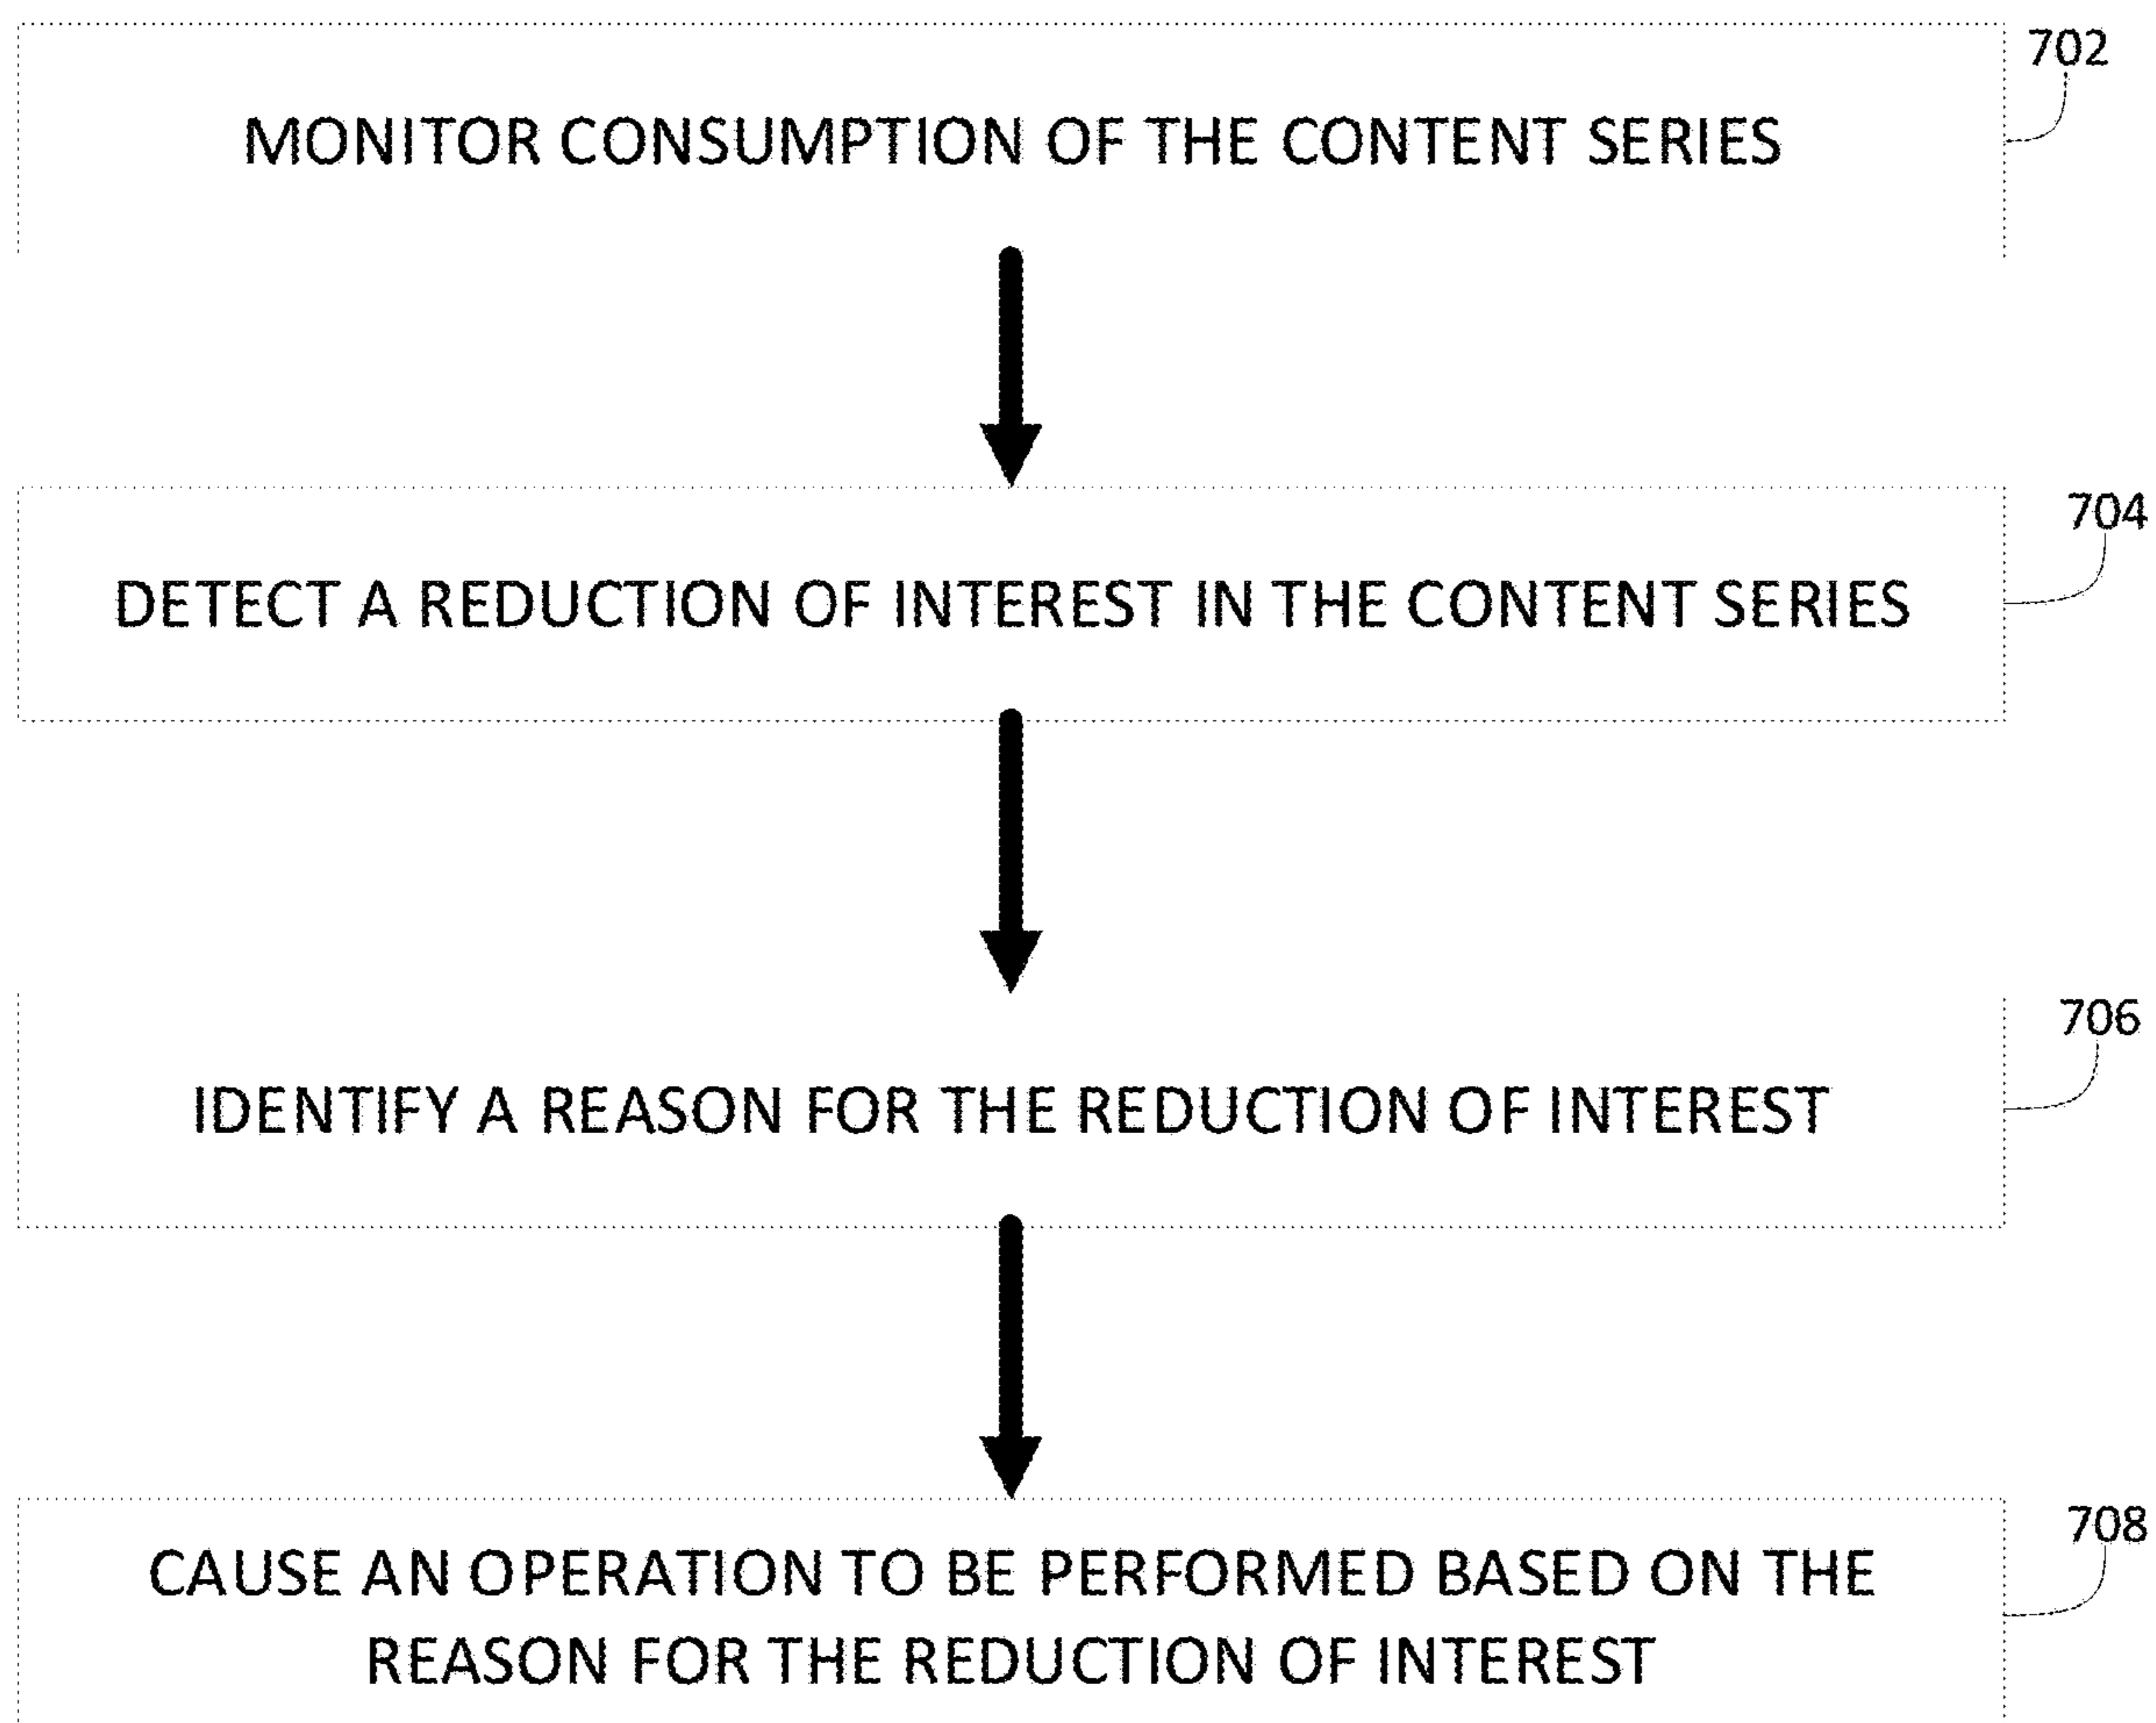 702
MONITOR CONSUMPTION OF THE CONTENT SERIES
704
DETECT A REDUCTION OF INTEREST IN THE CONTENT SERIES
706
IDENTIFY A REASON FOR THE REDUCTION OF INTEREST
708
CAUSE AN OPERATION TO BE PERFORMED BASED ON THE
REASON FOR THE REDUCTION OF INTEREST